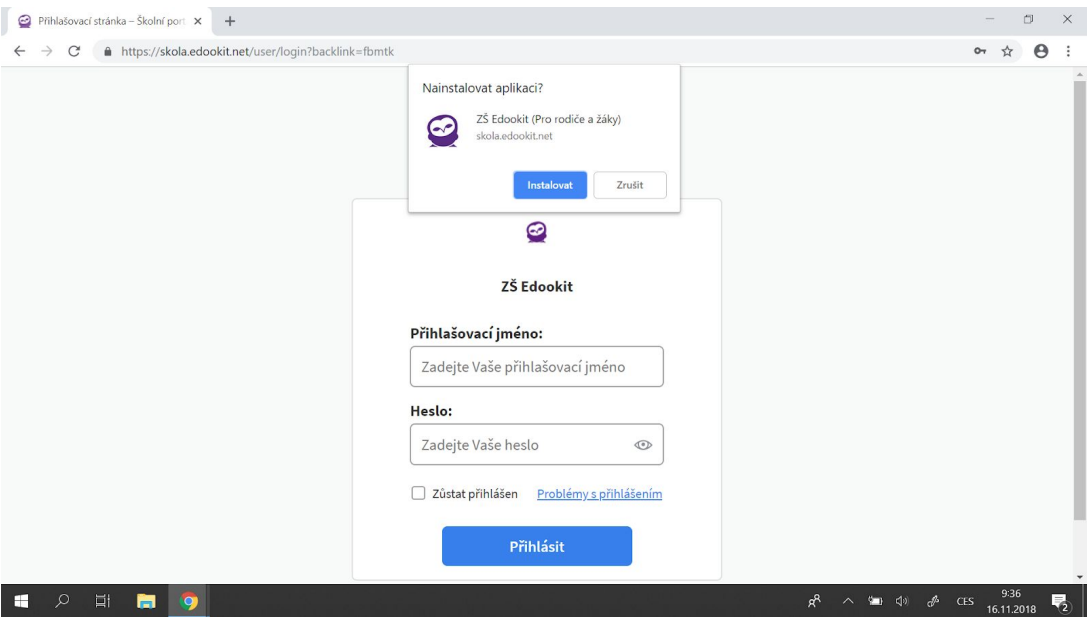 Přihlašovací stránka – Školní port
https://skola.edookit.net/user/login?backlink=fbmtk
Nainstalovat aplikaci?
ZŠ Edookit (Pro rodiče a žáky)
skola.edookit.net
Instalovat Zrušit
ZŠ Edookit
Přihlašovací jméno:
Zadejte Vaše přihlašovací jméno
Heslo:
Zadejte Vaše heslo
Zůstat přihlášen Problémy s přihlášením
Přihlásit
CES
9:36
16.11.2018
2